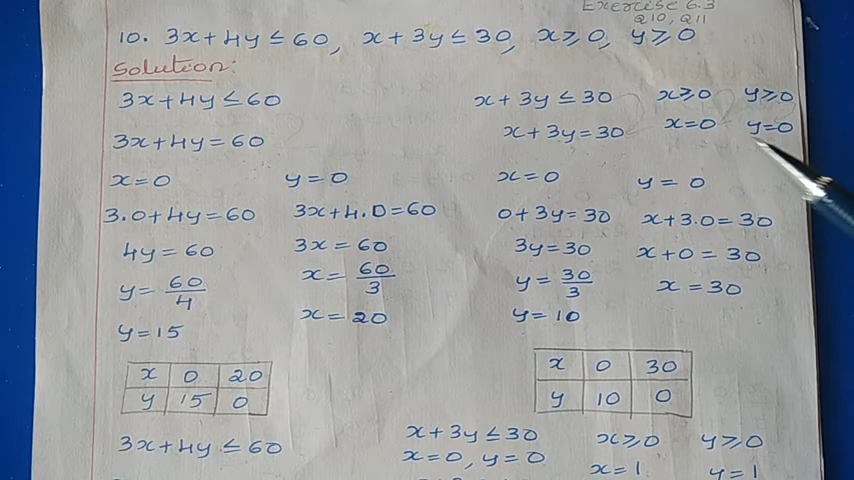 Exercise 6.3
Q10, Q11
10. 3x+4y≤60, x+3y≤30, x≥0, y≥0
Solution:
3x+4y≤60 x+3y≤30 x≥0 y≥0
3x+4y=60 x+3y=30 x=0 y=0
x=0 y=0 x=0 y=0
3.0+4y=60 3x+4.0=60 0+3y=30 x+3.0=30
4y=60 3x=60 3y=30 x+0=30
y=60/4 x=60/3 y=30/3 x=30
y=15 x=20 y=10
x 0 20 x 0 30
y 15 0 y 10 0
3x+4y≤60 x+3y≤30 x≥0 y≥0
x=0, y=0 x=1 y=1